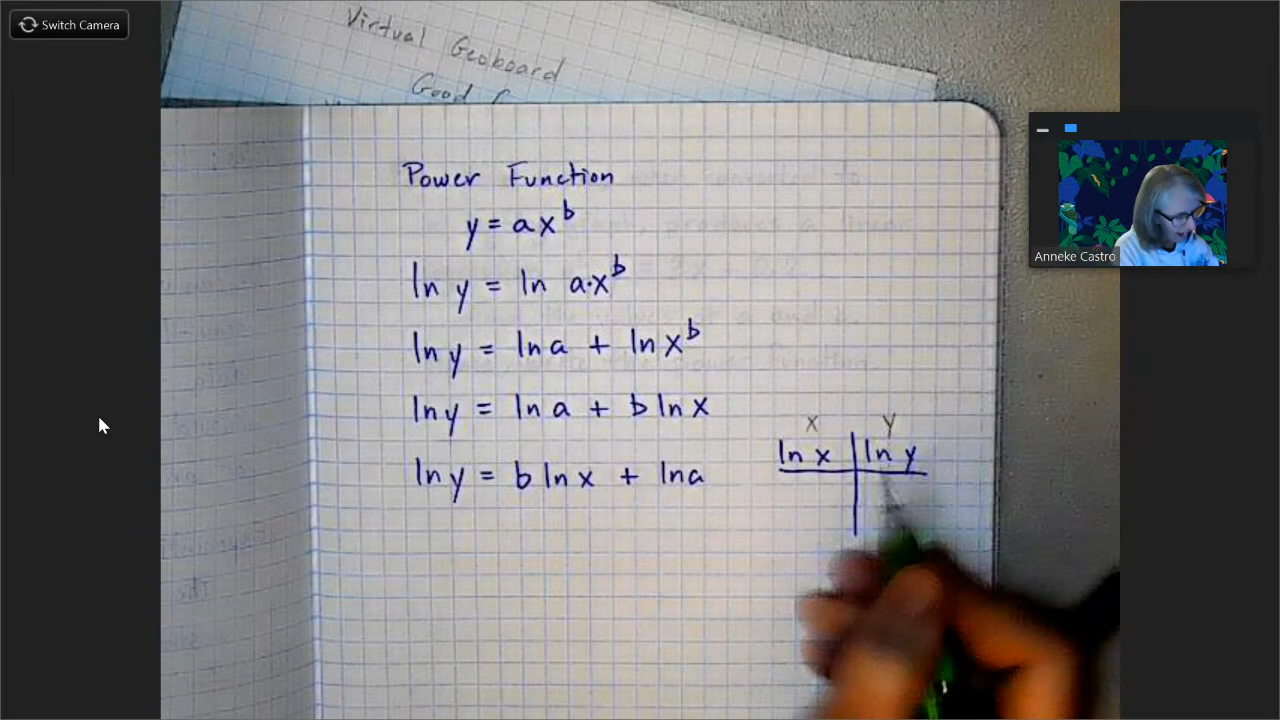 Switch Camera
Virtual Geoboard
Good
Power Function
y = ax^b
ln y = ln a·x^b
ln y = ln a + ln x^b
ln y = ln a + b ln x
x y
ln x ln y
ln y = b ln x + ln a
Anneke Castro